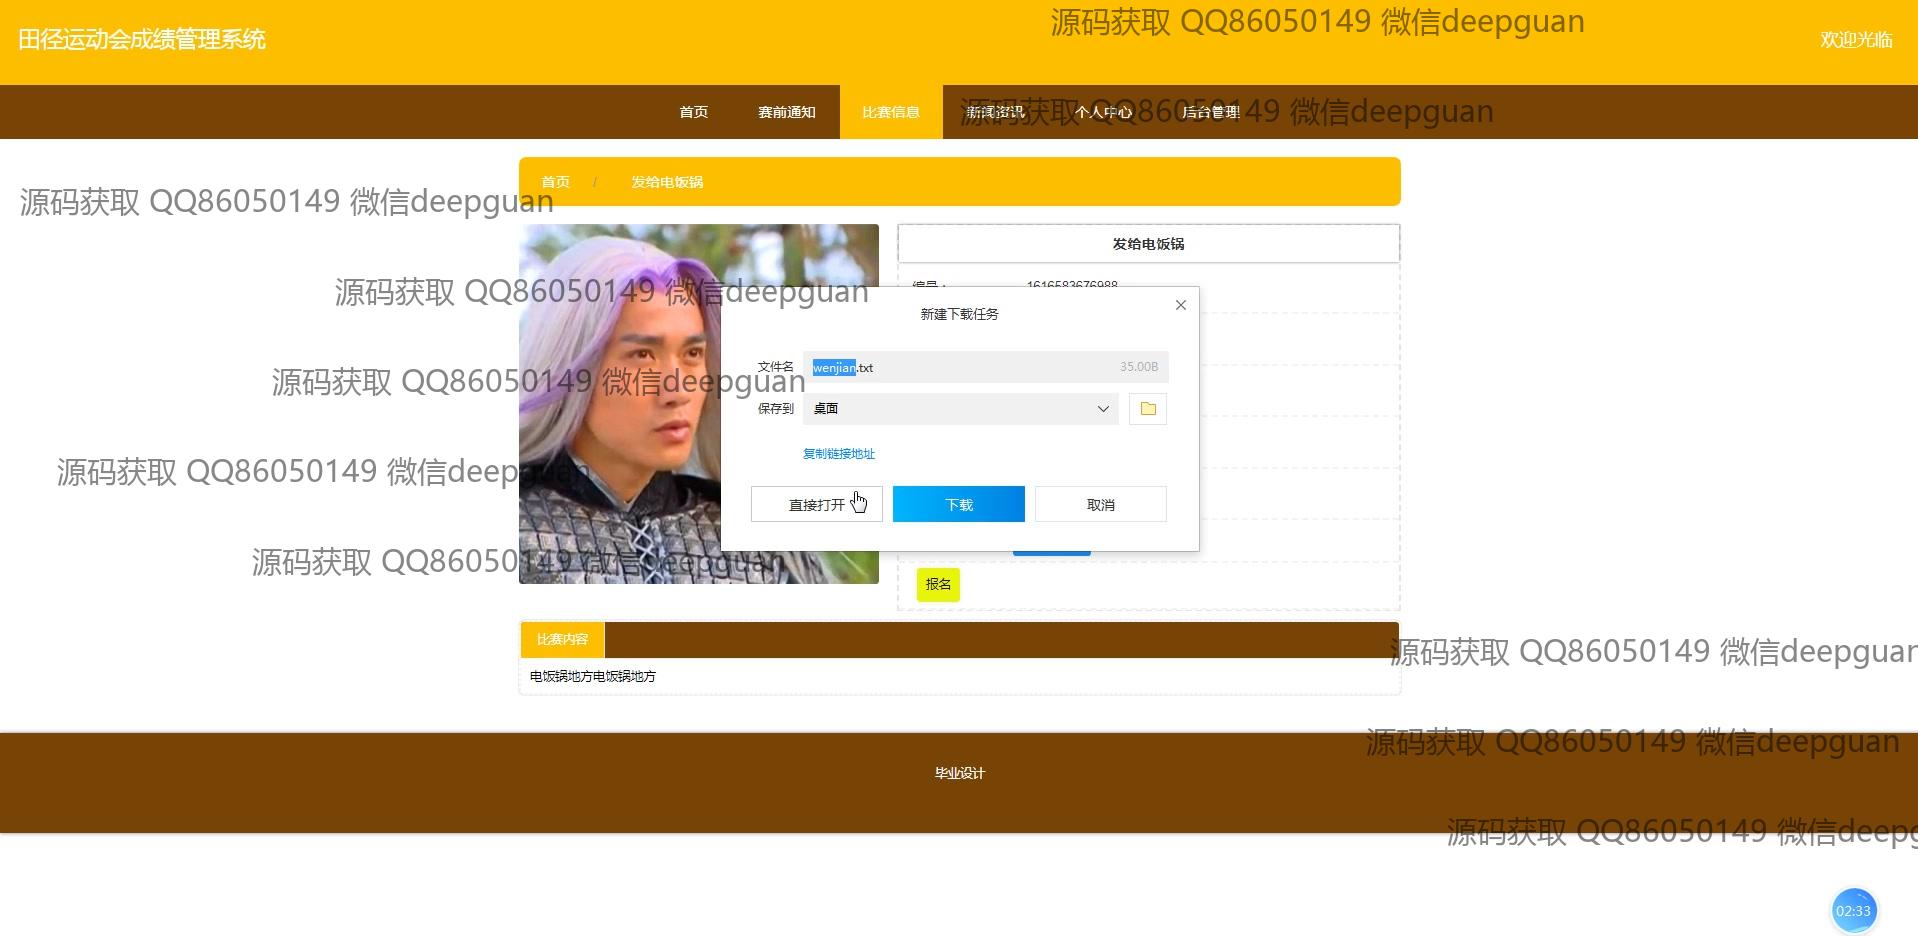 田径运动会成绩管理系统
源码获取 QQ86050149 微信deepguan
欢迎光临
首页
赛前通知
比赛信息
新闻资讯
个人中心
后台管理
源码获取 QQ86050149 微信deepguan
首页 / 发给电饭锅
源码获取 QQ86050149 微信deepguan
发给电饭锅
编号： 1616583676988
源码获取 QQ86050149 微信deepguan
新建下载任务
文件名 wenjian.txt 35.00B
源码获取 QQ86050149 微信deepguan
保存到 桌面
复制链接地址
源码获取 QQ86050149 微信deepguan
直接打开
下载
取消
源码获取 QQ86050149 微信deepguan
报名
比赛内容
源码获取 QQ86050149 微信deepguan
电饭锅地方电饭锅地方
源码获取 QQ86050149 微信deepguan
毕业设计
源码获取 QQ86050149 微信deepg
02:33